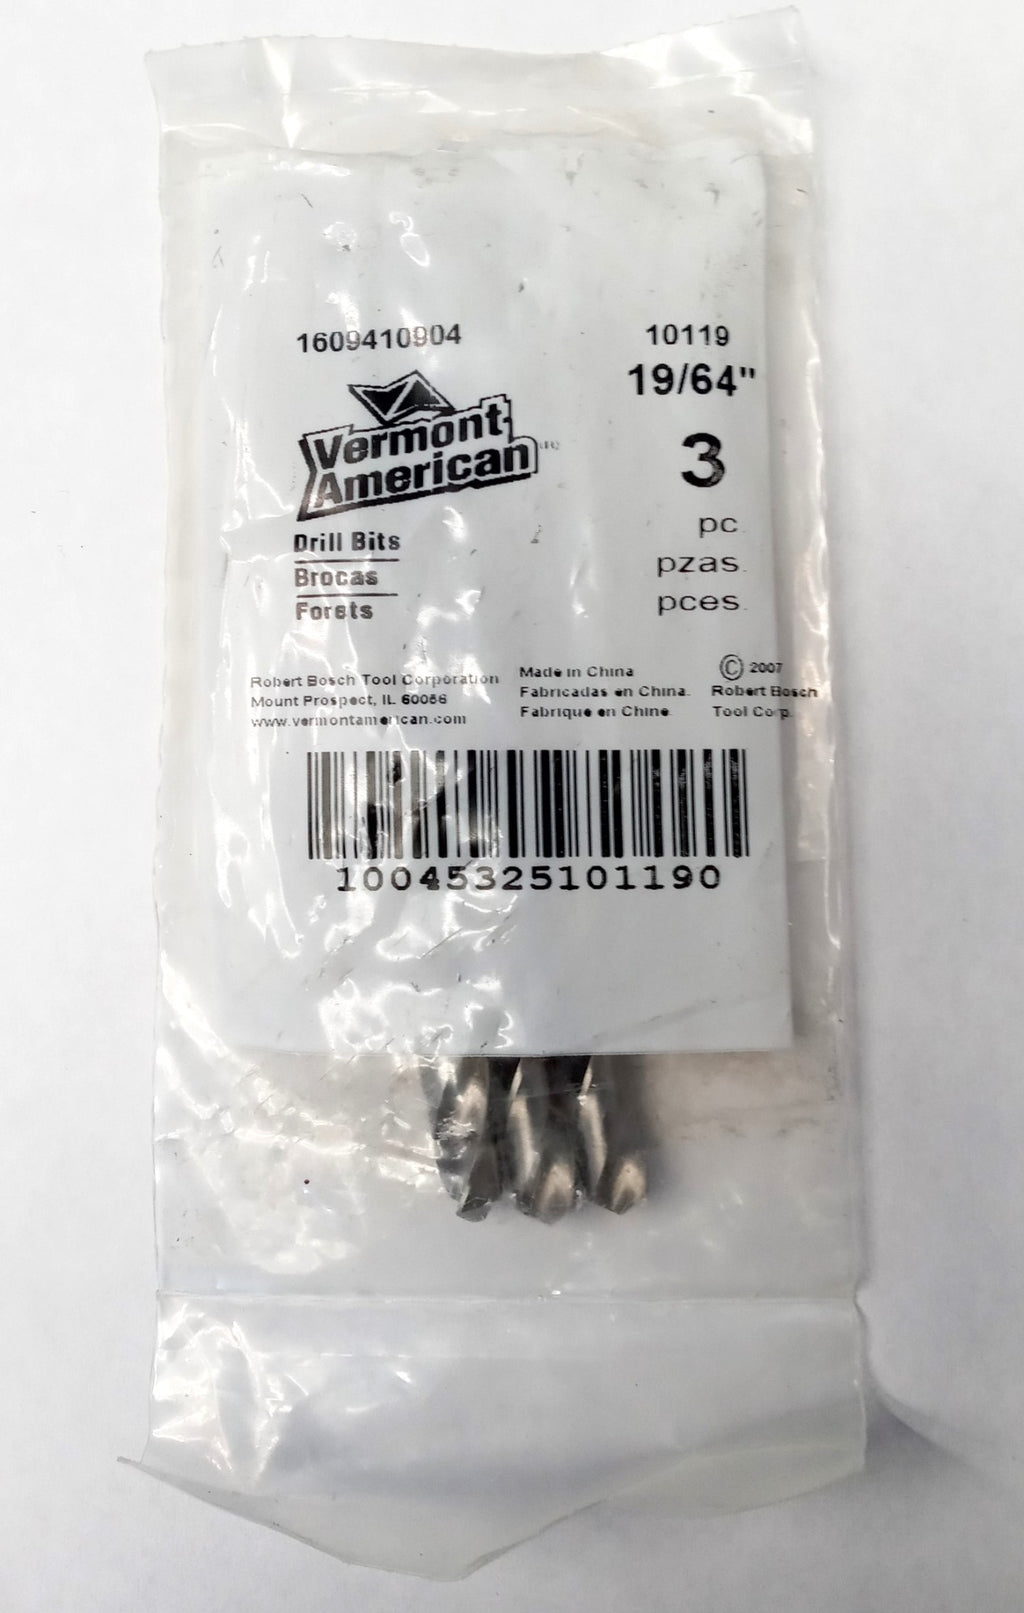 1609410904
10119
19/64"
3
Vermont
American
pc.
Drill Bits
pzas.
Brocas
pces.
Forets
Robert Bosch Tool Corporation
Mount Prospect, IL 60056
www.vermontamerican.com
Made in China
Fabricadas en China.
Fabrique en Chine.
© 2007
Robert Bosch
Tool Corp.
10045325101190